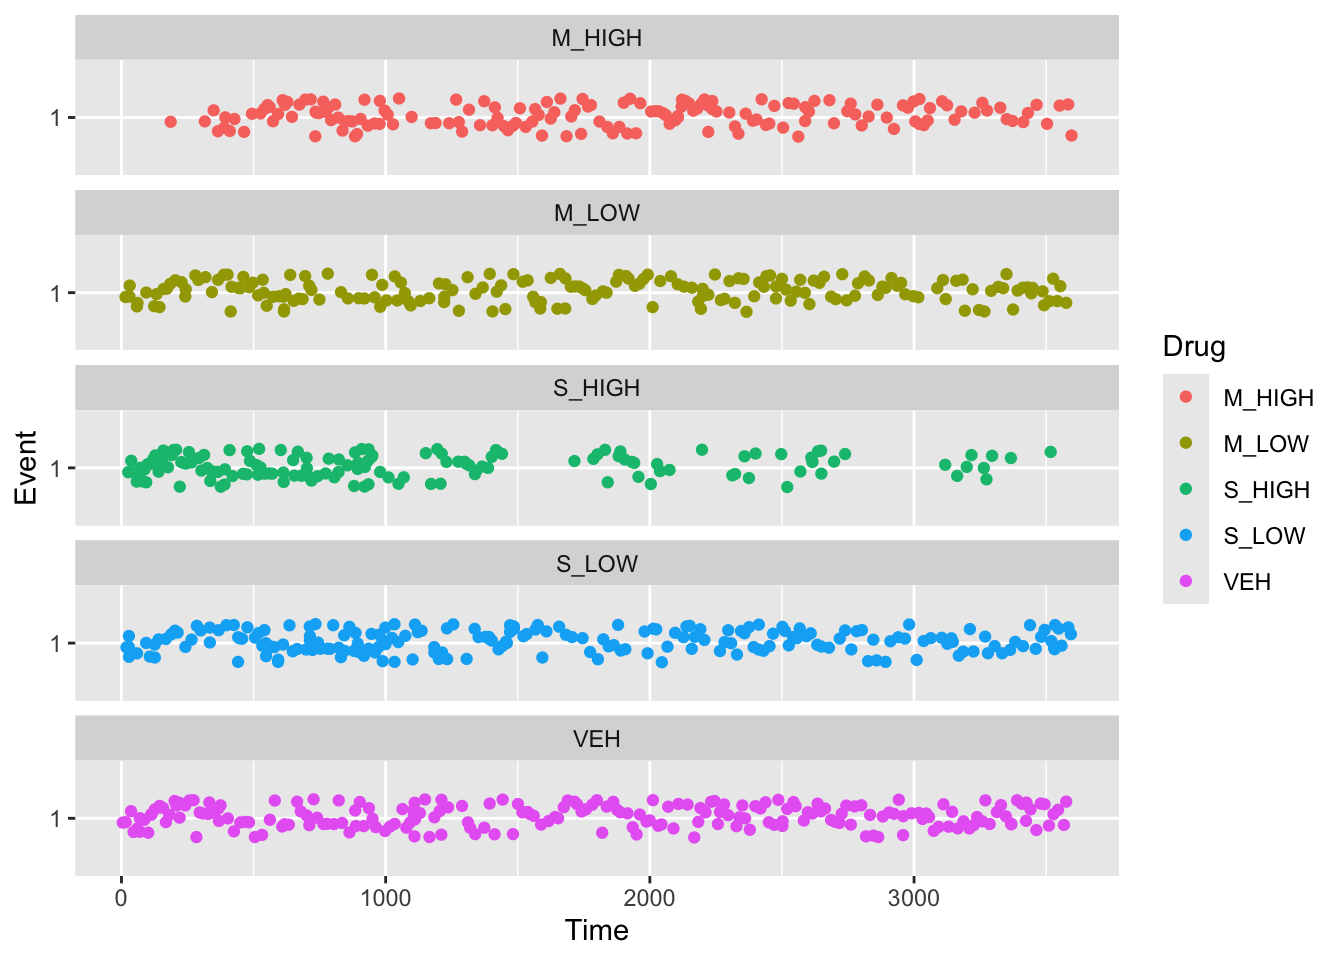 M_HIGH
1
M_LOW
1
S_HIGH
1
S_LOW
1
VEH
1
0 1000 2000 3000
Time
Event
Drug
M_HIGH
M_LOW
S_HIGH
S_LOW
VEH